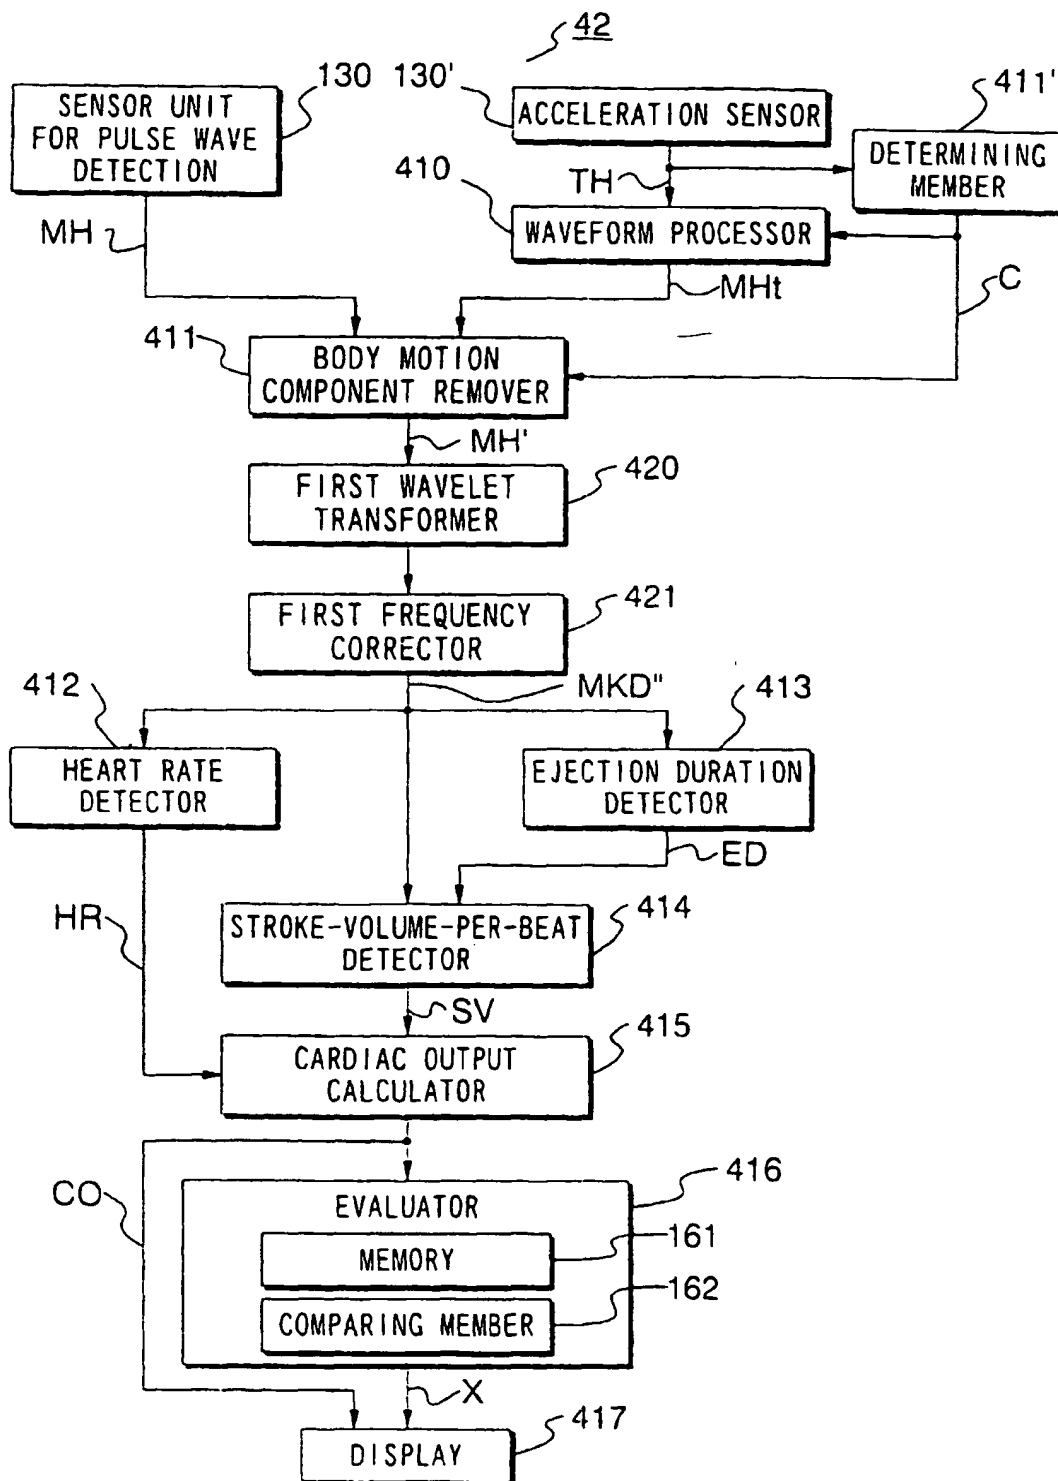 42
130
130'
411'
SENSOR UNIT
FOR PULSE WAVE
DETECTION
ACCELERATION SENSOR
DETERMINING
MEMBER
410
TH
MH
WAVEFORM PROCESSOR
MHt
C
411
BODY MOTION
COMPONENT REMOVER
MH'
420
FIRST WAVELET
TRANSFORMER
421
FIRST FREQUENCY
CORRECTOR
412
MKD"
413
HEART RATE
DETECTOR
EJECTION DURATION
DETECTOR
ED
HR
STROKE-VOLUME-PER-BEAT
DETECTOR
414
SV
415
CARDIAC OUTPUT
CALCULATOR
CO
416
EVALUATOR
MEMORY
161
COMPARING MEMBER
162
X
417
DISPLAY